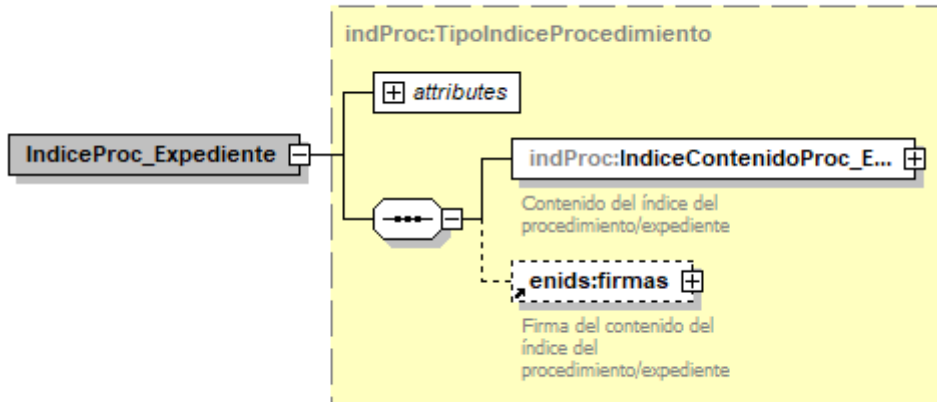 indProc:TipoIndiceProcedimiento
attributes
IndiceProc_Expediente
indProc:IndiceContenidoProc_E...
Contenido del índice del
procedimiento/expediente
enids:firmas
Firma del contenido del
índice del
procedimiento/expediente